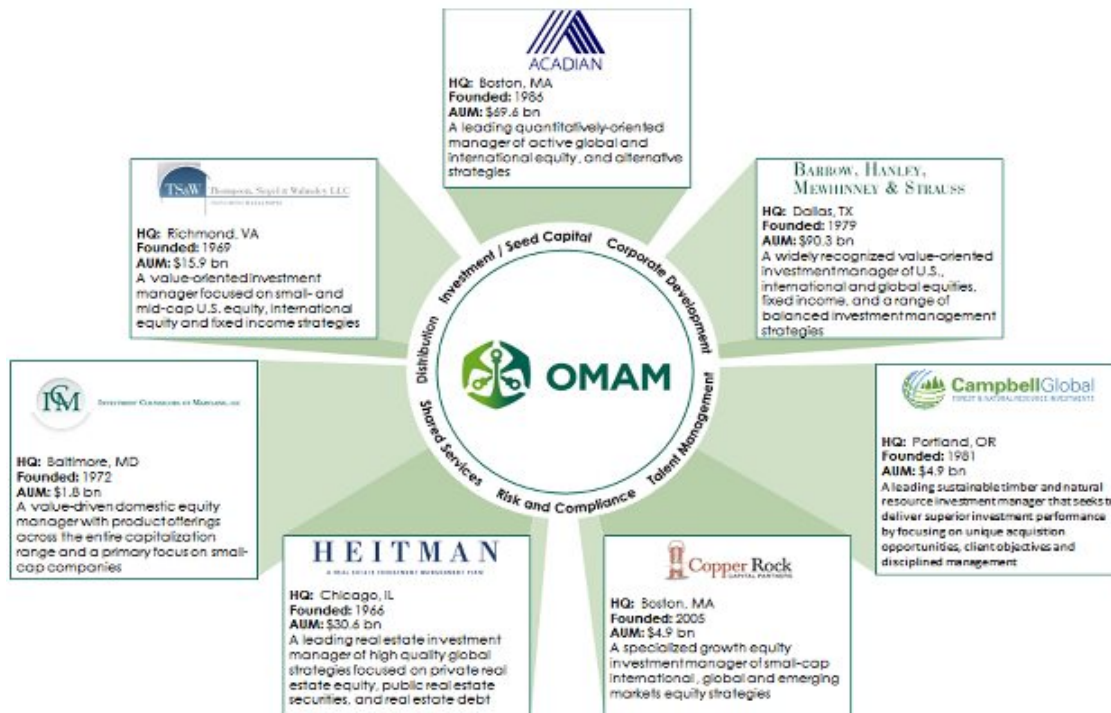 ACADIAN
HQ: Boston, MA
Founded: 1986
AUM: $69.6 bn
A leading quantitatively-oriented
manager of active global and
international equity, and alternative
strategies
TS&W Thompson, Siegel & Walmsley LLC
HQ: Richmond, VA
Founded: 1969
AUM: $15.9 bn
A value-oriented investment
manager focused on small- and
mid-cap U.S. equity, international
equity and fixed income strategies
BARROW, HANLEY,
MEWHINNEY & STRAUSS
HQ: Dallas, TX
Founded: 1979
AUM: $90.3 bn
A widely recognized value-oriented
investment manager of U.S.,
international and global equities,
fixed income, and a range of
balanced investment management
strategies
Investment / Seed Capital
Corporate Development
Distribution
OMAM
Talent Management
Shared Services
Risk and Compliance
ICM INVESTMENT COUNSELORS OF MARYLAND, LLC
HQ: Baltimore, MD
Founded: 1972
AUM: $1.8 bn
A value-driven domestic equity
manager with product offerings
across the entire capitalization
range and a primary focus on small-
cap companies
CampbellGlobal
FOREST & NATURAL RESOURCE INVESTMENTS
HQ: Portland, OR
Founded: 1981
AUM: $4.9 bn
A leading sustainable timber and natural
resource investment manager that seeks t
deliver superior investment performance
by focusing on unique acquisition
opportunities, client objectives and
disciplined management
HEITMAN
A REAL ESTATE INVESTMENT MANAGEMENT FIRM
HQ: Chicago, IL
Founded: 1966
AUM: $30.6 bn
A leading real estate investment
manager of high quality global
strategies focused on private real
estate equity, public real estate
securities, and real estate debt
Copper Rock
CAPITAL PARTNERS
HQ: Boston, MA
Founded: 2005
AUM: $4.9 bn
A specialized growth equity
investment manager of small-cap
international, global and emerging
markets equity strategies